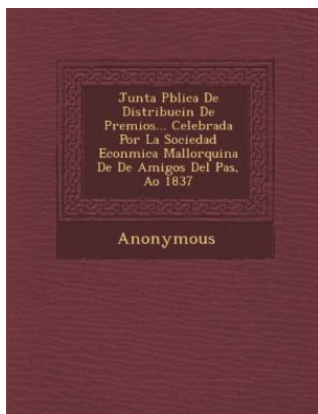 Junta Pblica De
Distribucin De
Premios... Celebrada
Por La Sociedad
Econmica Mallorquina
De De Amigos Del Pas,
Ao 1837
Anonymous